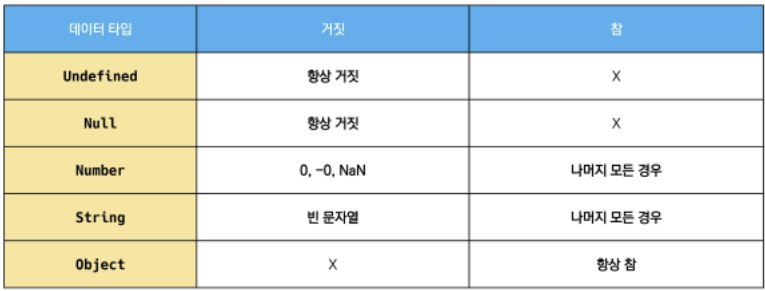 데이터 타입 거짓 참
Undefined 항상 거짓 X
Null 항상 거짓 X
Number 0, -0, NaN 나머지 모든 경우
String 빈 문자열 나머지 모든 경우
Object X 항상 참